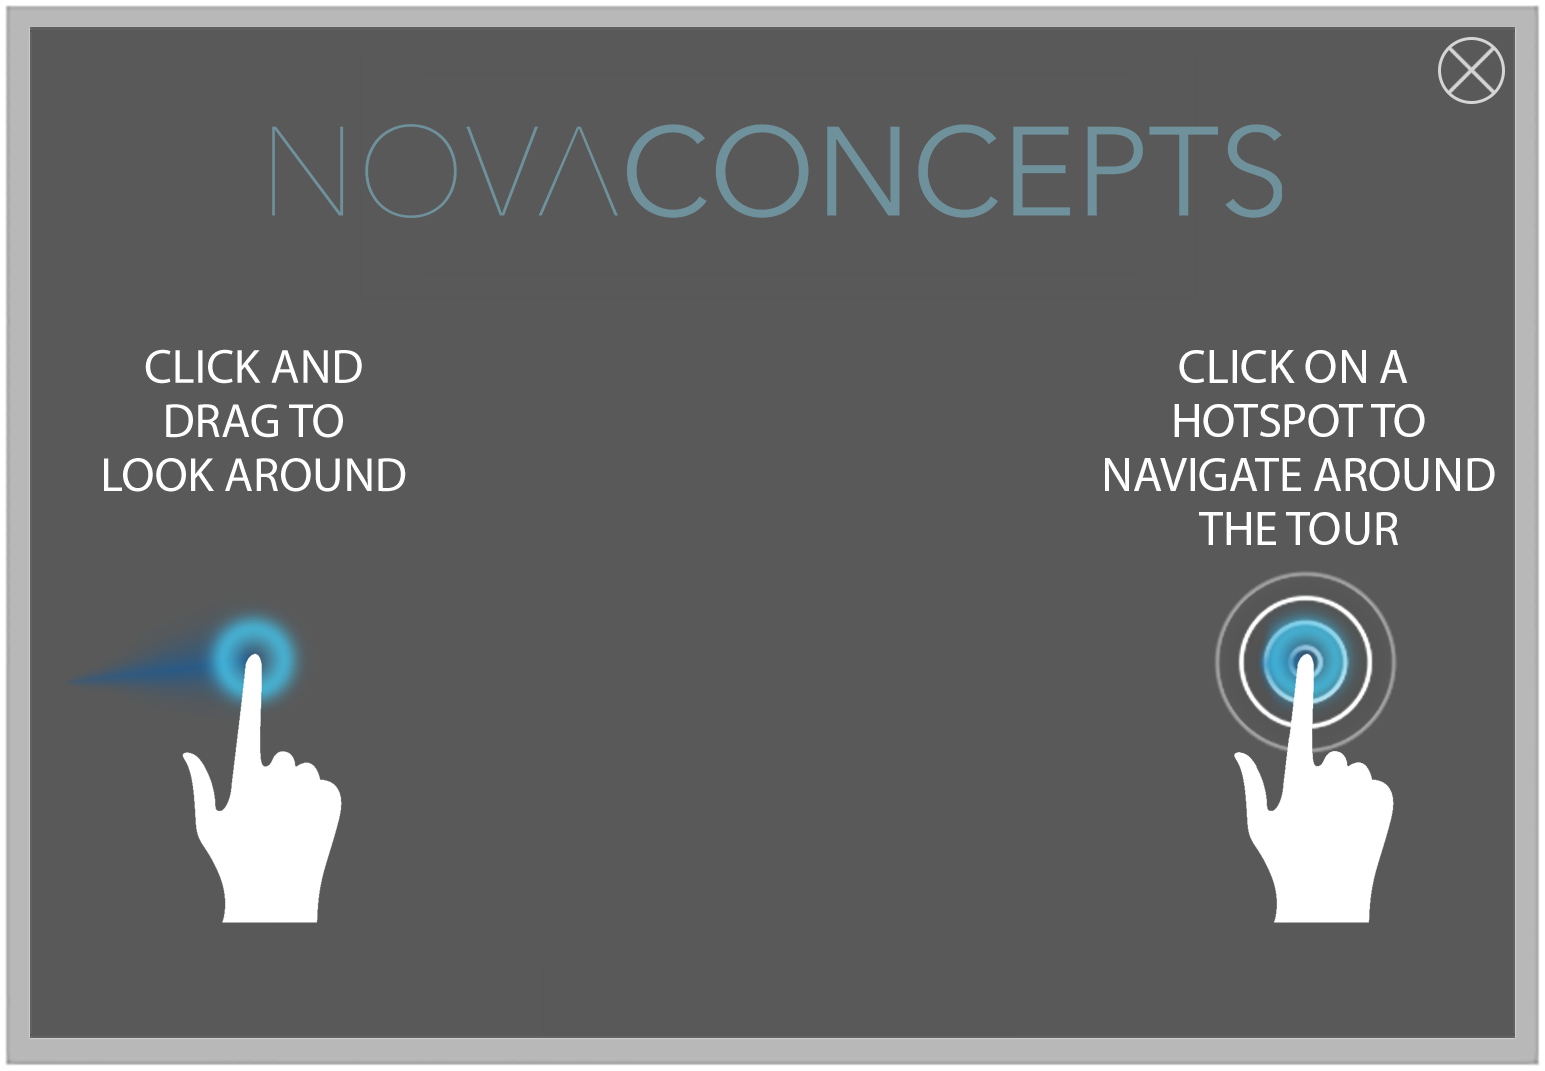 NOVACONCEPTS
CLICK AND
DRAG TO
LOOK AROUND
CLICK ON A
HOTSPOT TO
NAVIGATE AROUND
THE TOUR